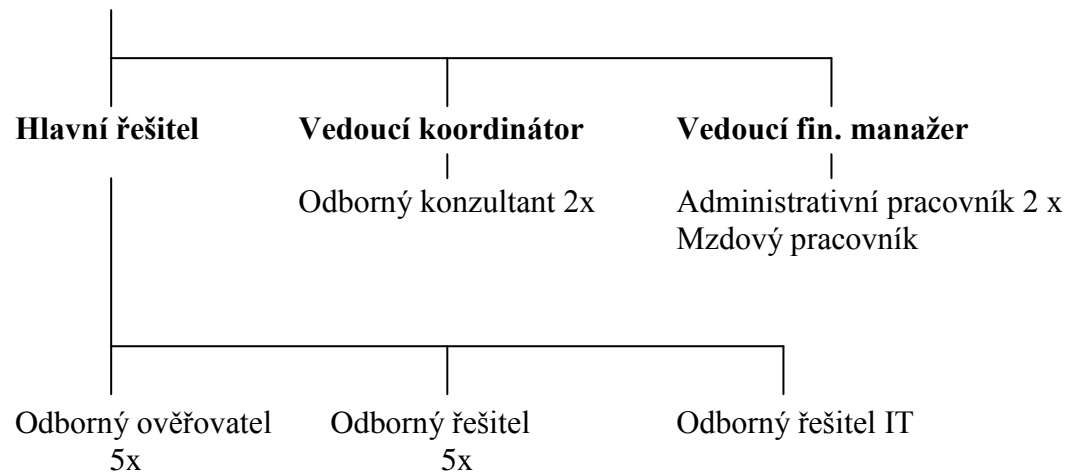 Hlavní řešitel
Vedoucí koordinátor
Vedoucí fin. manažer
Odborný konzultant 2x
Administrativní pracovník 2 x
Mzdový pracovník
Odborný ověřovatel
5x
Odborný řešitel
5x
Odborný řešitel IT